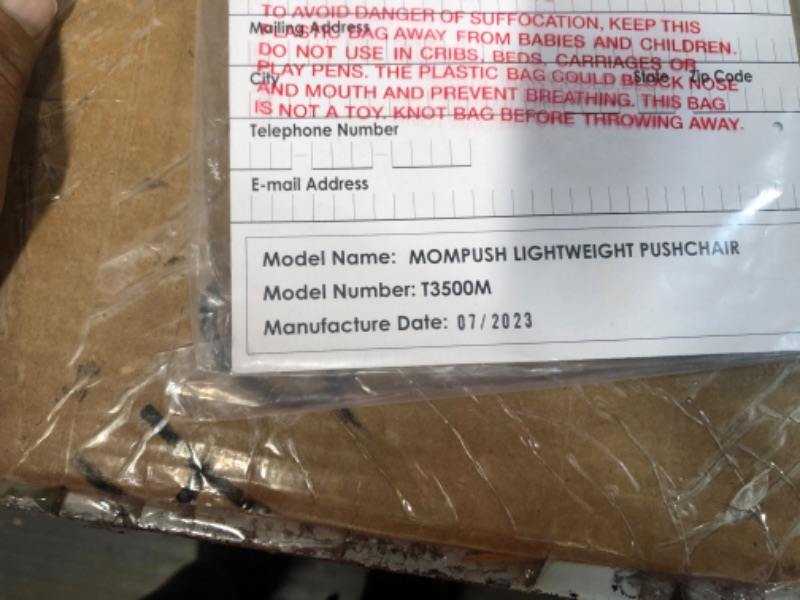 TO AVOID DANGER OF SUFFOCATION, KEEP THIS
Mailing Address
PLASTIC BAG AWAY FROM BABIES AND CHILDREN.
DO NOT USE IN CRIBS, BEDS, CARRIAGES OR
PLAY PENS. THE PLASTIC BAG COULD BLOCK NOSE
City State Zip Code
AND MOUTH AND PREVENT BREATHING. THIS BAG
IS NOT A TOY. KNOT BAG BEFORE THROWING AWAY.
Telephone Number
E-mail Address
Model Name: MOMPUSH LIGHTWEIGHT PUSHCHAIR
Model Number: T3500M
Manufacture Date: 07/2023